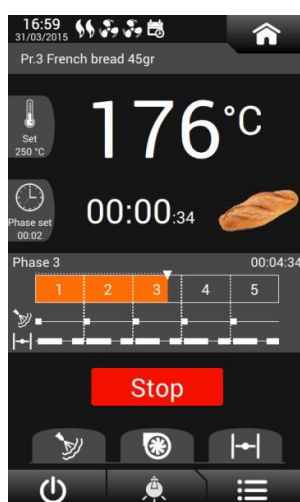 16:59
31/03/2015
Pr.3 French bread 45gr
Set
250 °C
176°C
Phase set
00:02
00:00:34
Phase 3 00:04:34
1 2 3 4 5
Stop